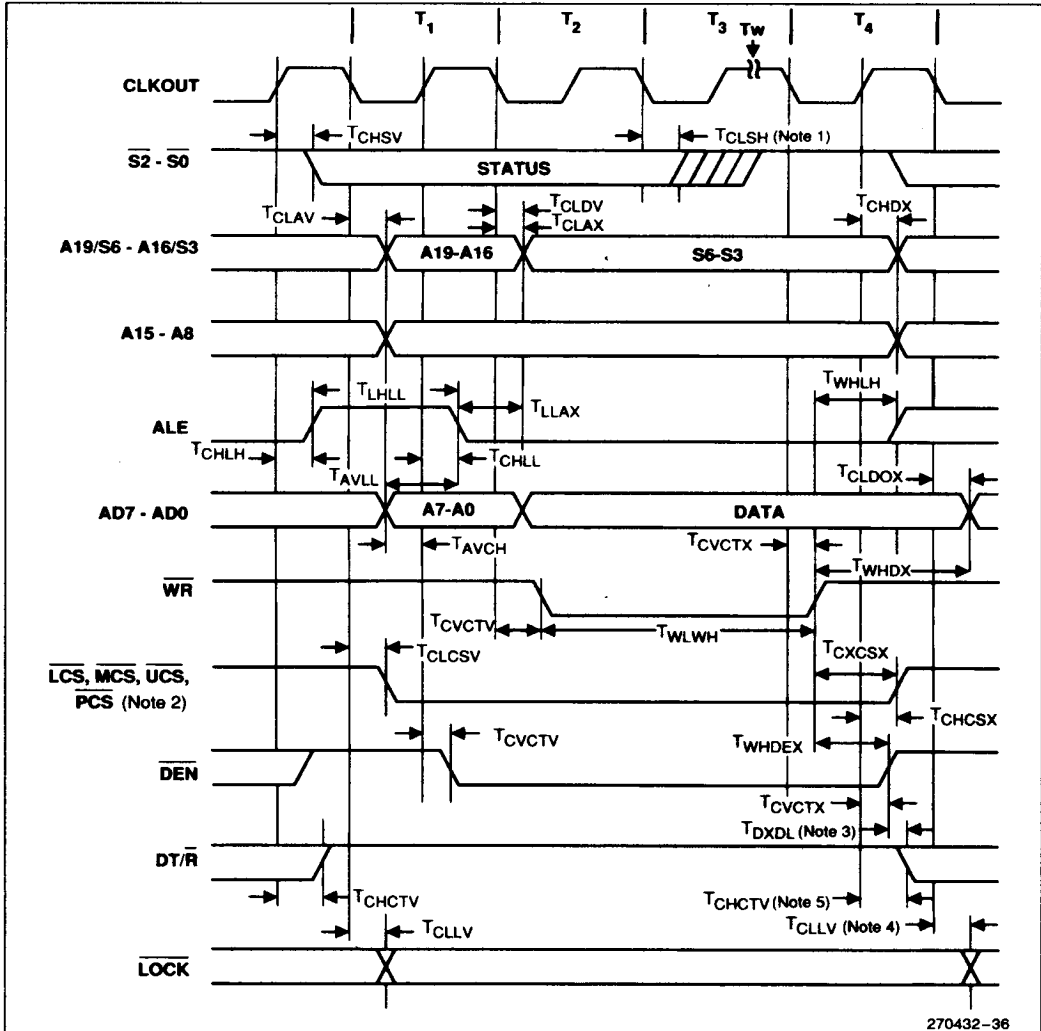 T1 T2 T3 T4
TW
CLKOUT
TCHSV
TCLSH (Note 1)
S2 - S0
STATUS
TCLAV
TCLDV
TCHDX
TCLAX
A19/S6 - A16/S3
A19-A16
S6-S3
A15 - A8
TLHLL
TWHLH
TLLAX
ALE
TCHLH
TCHLL
TAVLL
TCLDOX
AD7 - AD0
A7-A0
DATA
TCVCTX
TAVCH
TWHDX
WR
TCVCTV
TWLWH
TCLCSV
TCXCSX
LCS, MCS, UCS,
PCS (Note 2)
TCHCSX
TCVCTV
TWHDEX
DEN
TCVCTX
TDXDL (Note 3)
DT/R
TCHCTV
TCHCTV (Note 5)
TCLLV
TCLLV (Note 4)
LOCK
270432–36